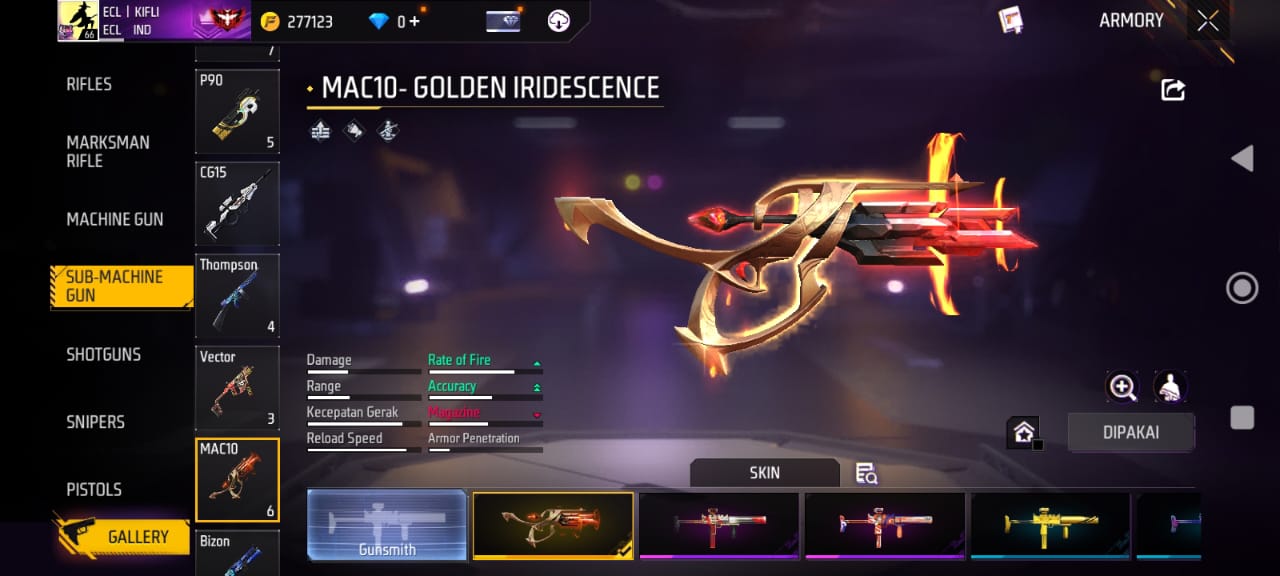 ECL | KIFLI
ECL IND
66
277123
0 +
ARMORY
RIFLES
MARKSMAN
RIFLE
MACHINE GUN
SUB-MACHINE
GUN
SHOTGUNS
SNIPERS
PISTOLS
GALLERY
7
P90
5
CG15
Thompson
4
Vector
3
MAC10
6
Bizon
MAC10- GOLDEN IRIDESCENCE
Damage
Rate of Fire
Range
Accuracy
Kecepatan Gerak
Magazine
Reload Speed
Armor Penetration
DIPAKAI
SKIN
Gunsmith